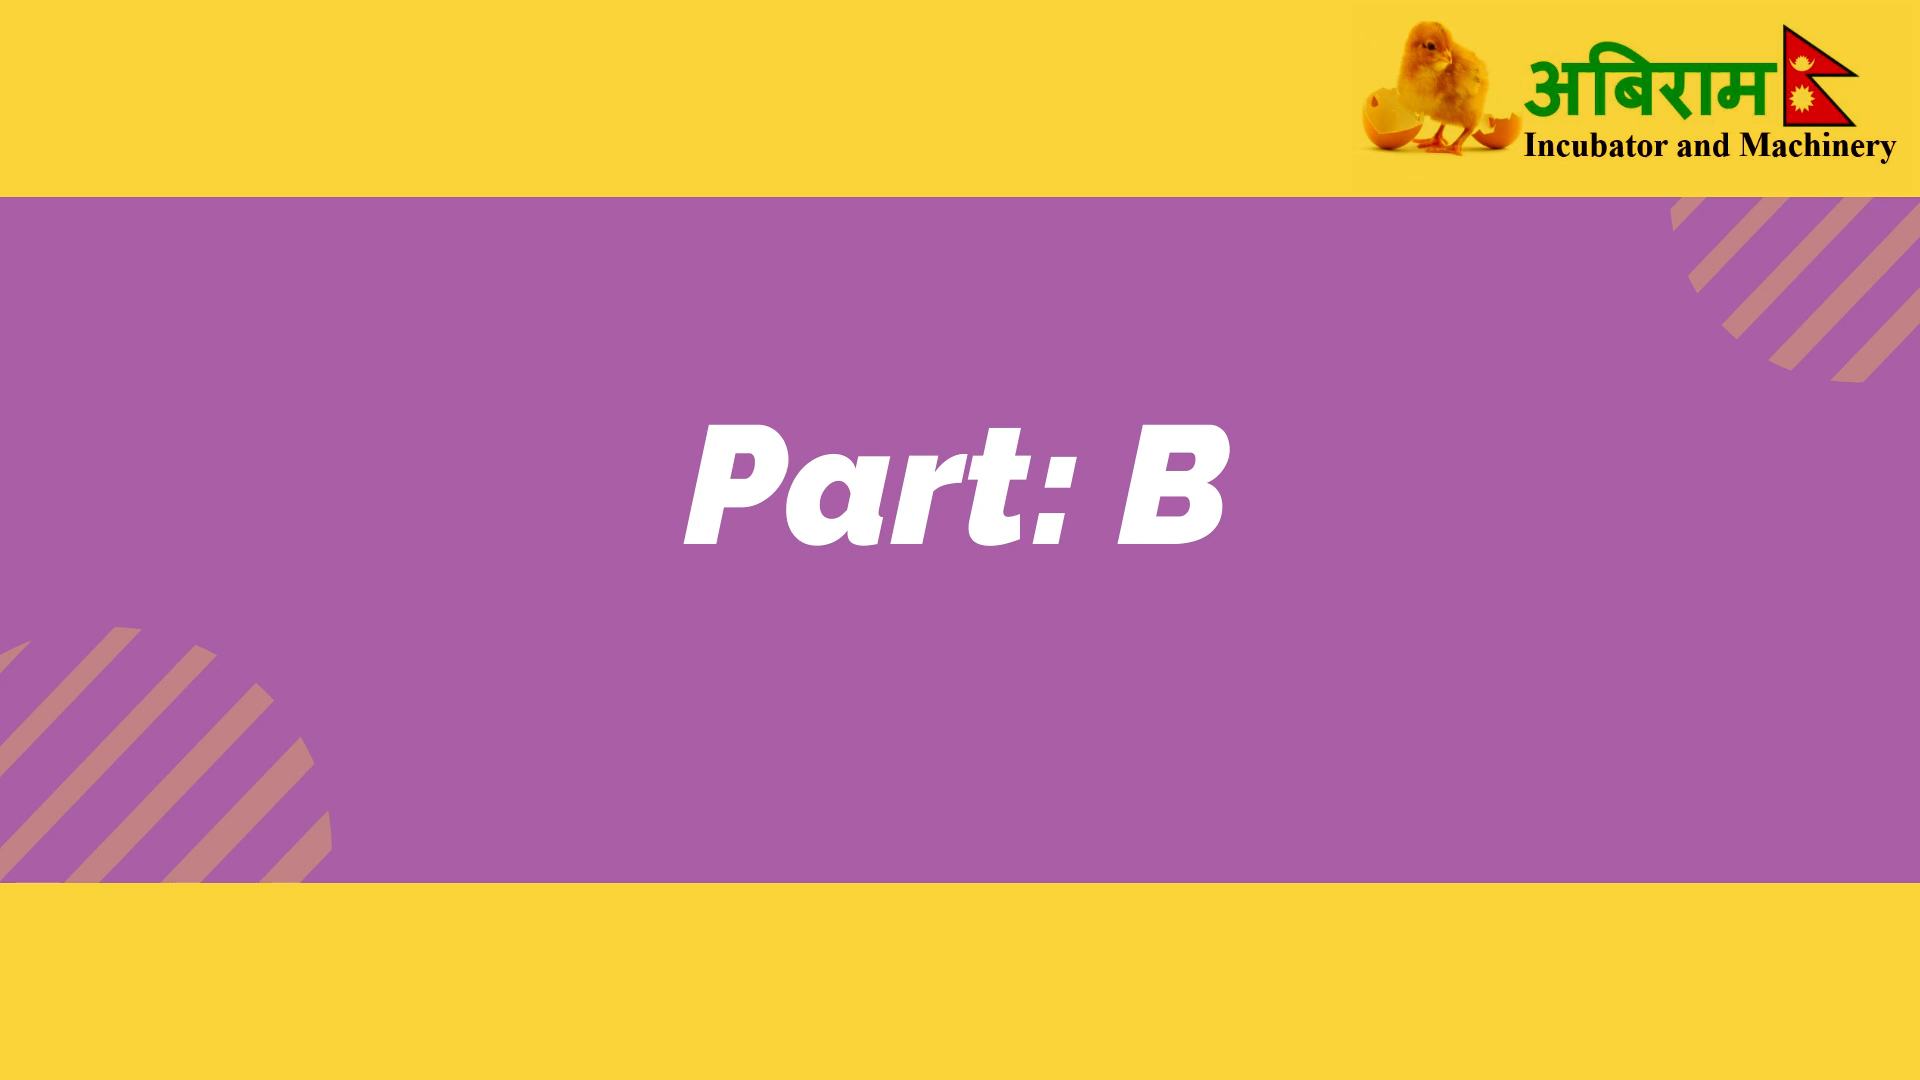 अबिराम
Incubator and Machinery
Part: B